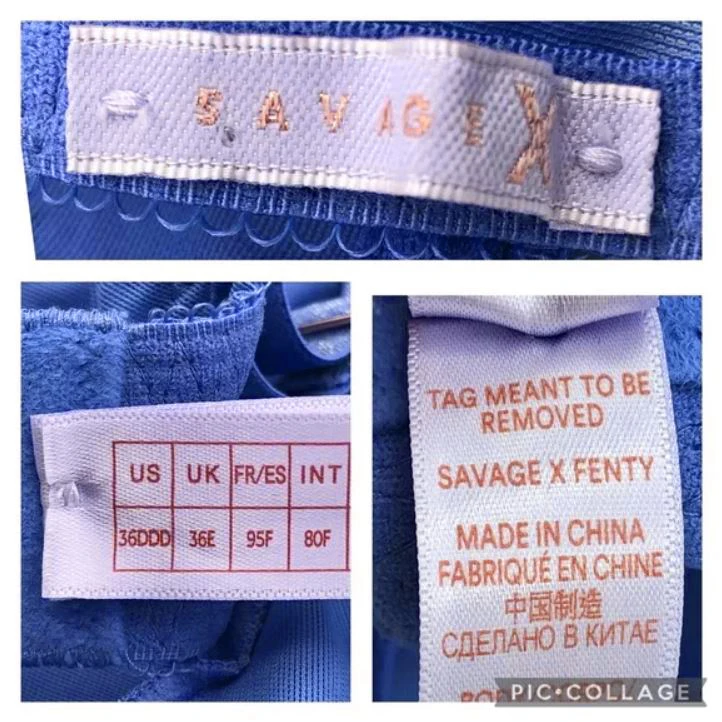 SAVAGE X
US UK FR/ES INT
36DDD 36E 95F 80F
TAG MEANT TO BE
REMOVED
SAVAGE X FENTY
MADE IN CHINA
FABRIQUÉ EN CHINE
中国制造
СДЕЛАНО В КИТАЕ
PIC•COLLAGE